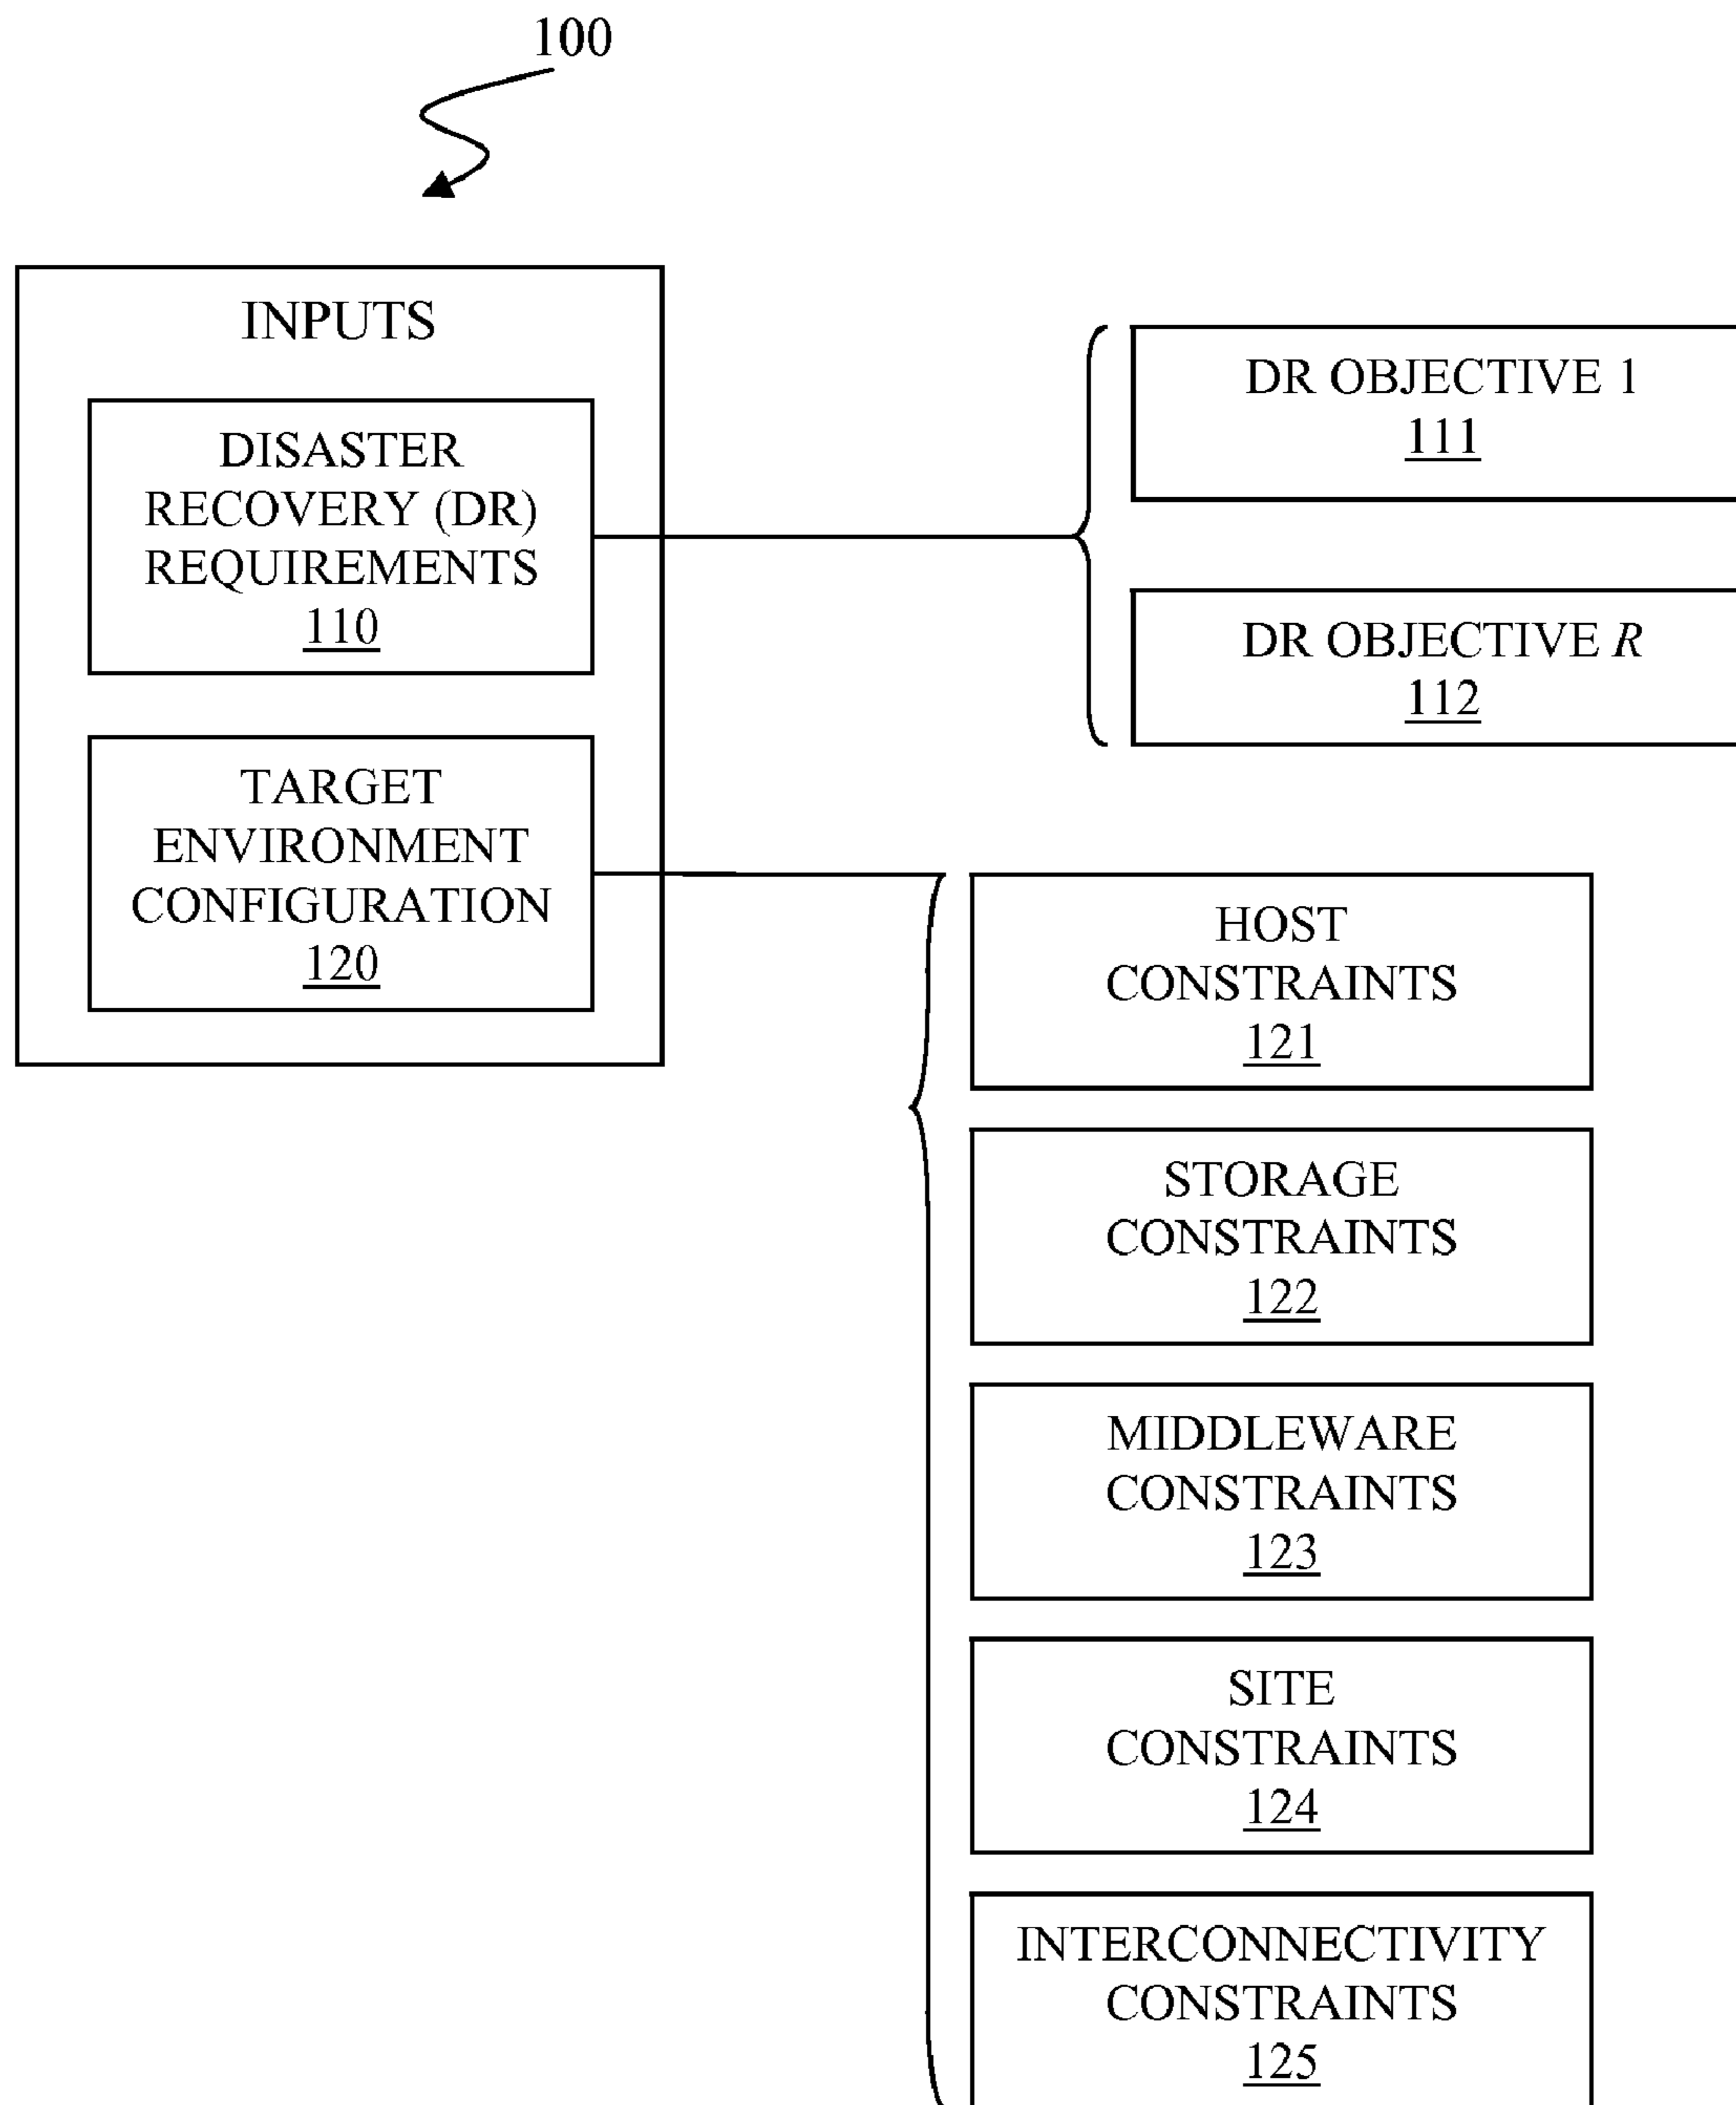 100
INPUTS
DISASTER
RECOVERY (DR)
REQUIREMENTS
110
TARGET
ENVIRONMENT
CONFIGURATION
120
DR OBJECTIVE 1
111
DR OBJECTIVE R
112
HOST
CONSTRAINTS
121
STORAGE
CONSTRAINTS
122
MIDDLEWARE
CONSTRAINTS
123
SITE
CONSTRAINTS
124
INTERCONNECTIVITY
CONSTRAINTS
125